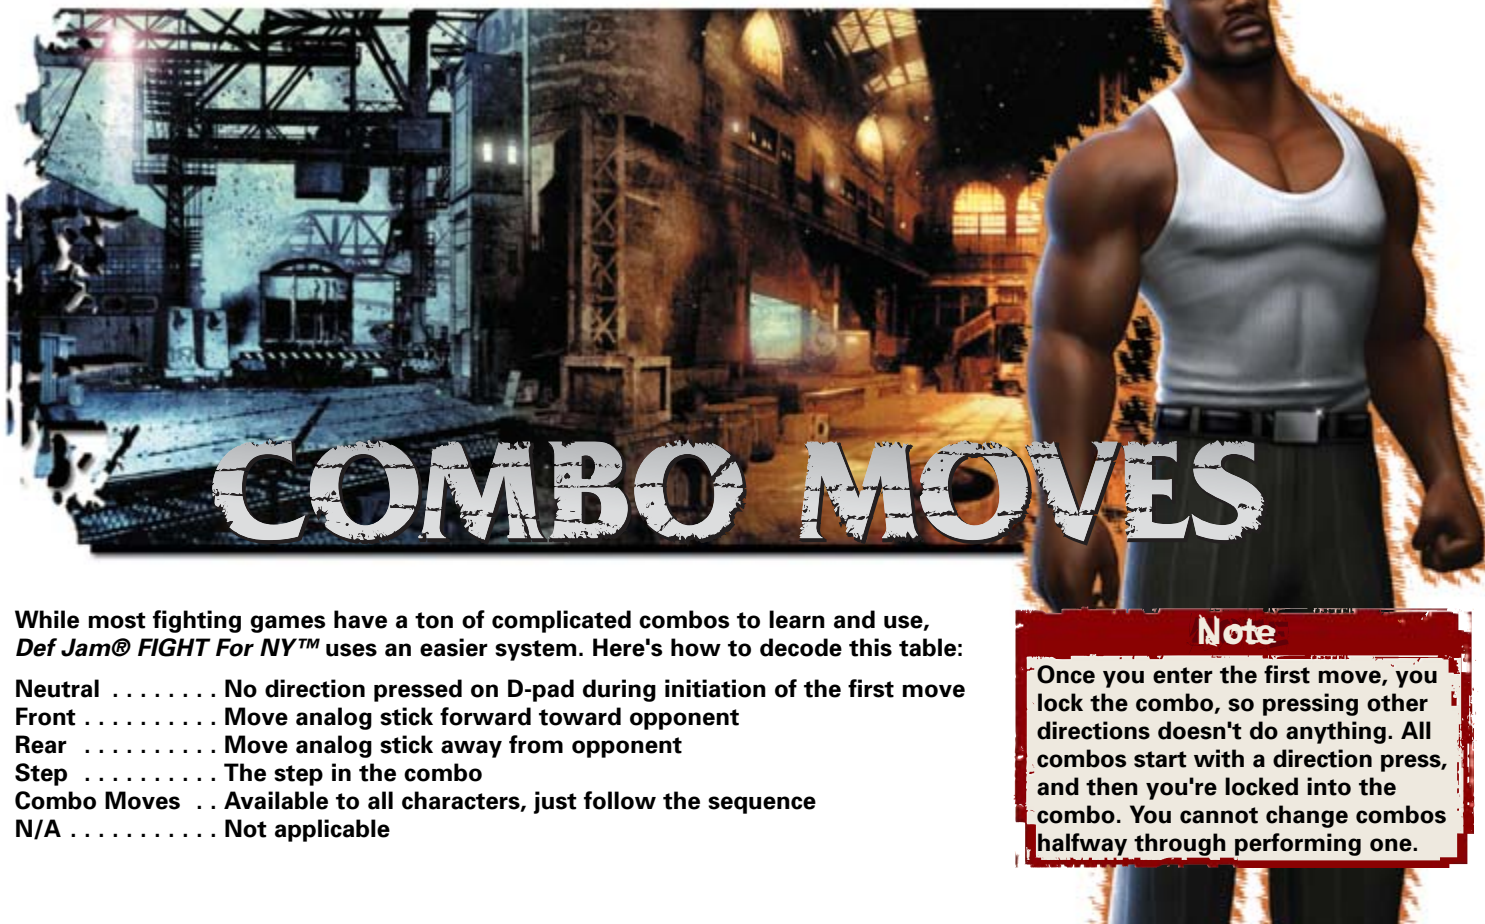 COMBO MOVES
While most fighting games have a ton of complicated combos to learn and use,
Def Jam® FIGHT For NY™ uses an easier system. Here's how to decode this table:
Neutral . . . . . . . . No direction pressed on D-pad during initiation of the first move
Front . . . . . . . . . . Move analog stick forward toward opponent
Rear . . . . . . . . . . Move analog stick away from opponent
Step . . . . . . . . . . The step in the combo
Combo Moves . . Available to all characters, just follow the sequence
N/A . . . . . . . . . . . Not applicable
Note
Once you enter the first move, you
lock the combo, so pressing other
directions doesn't do anything. All
combos start with a direction press,
and then you're locked into the
combo. You cannot change combos
halfway through performing one.